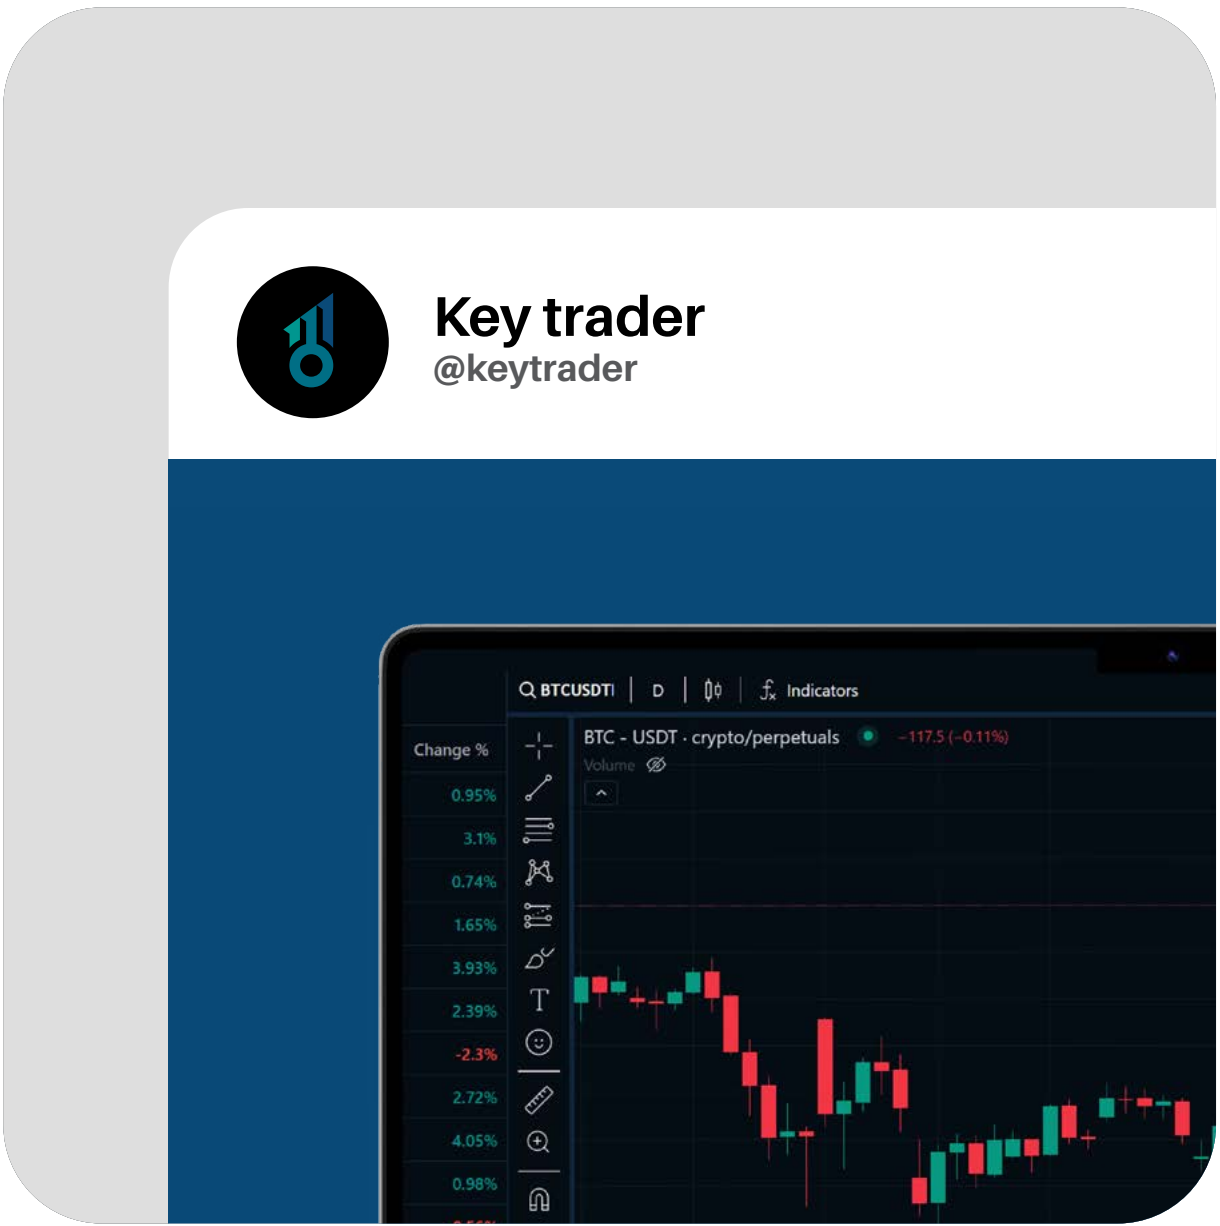 Key trader
@keytrader
BTCUSDT
D
Indicators
BTC - USDT · crypto/perpetuals
−117.5 (−0.11%)
Volume
Change %
0.95%
3.1%
0.74%
1.65%
3.93%
2.39%
-2.3%
2.72%
4.05%
0.98%